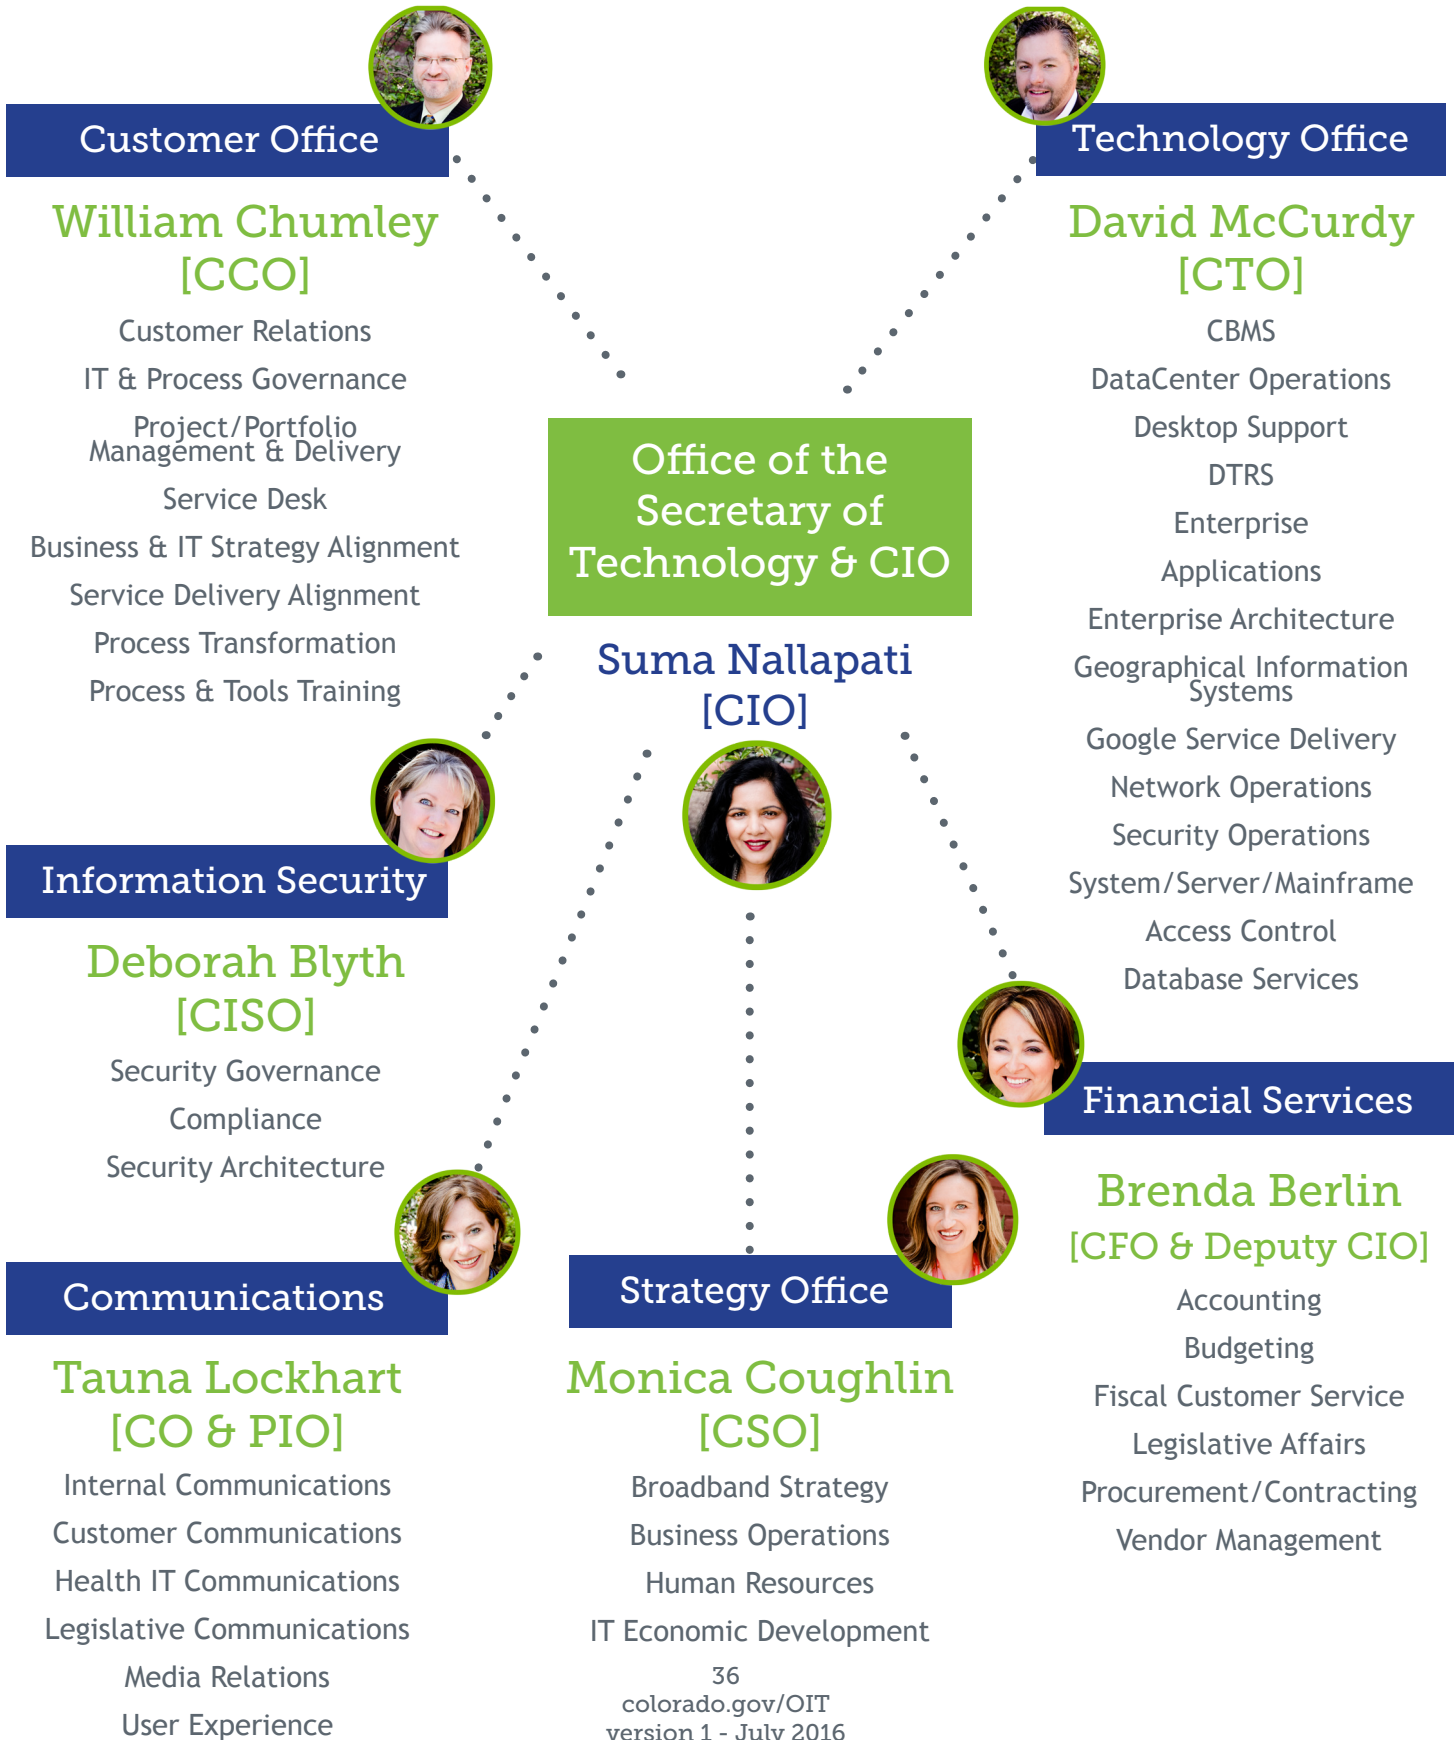 Customer Office
William Chumley
[CCO]
Customer Relations
IT & Process Governance
Project/Portfolio
Management & Delivery
Service Desk
Business & IT Strategy Alignment
Service Delivery Alignment
Process Transformation
Process & Tools Training
Technology Office
David McCurdy
[CTO]
CBMS
DataCenter Operations
Desktop Support
DTRS
Enterprise
Applications
Enterprise Architecture
Geographical Information
Systems
Google Service Delivery
Network Operations
Security Operations
System/Server/Mainframe
Access Control
Database Services
Office of the
Secretary of
Technology & CIO
Suma Nallapati
[CIO]
Information Security
Deborah Blyth
[CISO]
Security Governance
Compliance
Security Architecture
Financial Services
Brenda Berlin
[CFO & Deputy CIO]
Accounting
Budgeting
Fiscal Customer Service
Legislative Affairs
Procurement/Contracting
Vendor Management
Communications
Tauna Lockhart
[CO & PIO]
Internal Communications
Customer Communications
Health IT Communications
Legislative Communications
Media Relations
User Experience
Strategy Office
Monica Coughlin
[CSO]
Broadband Strategy
Business Operations
Human Resources
IT Economic Development
36
colorado.gov/OIT
version 1 - July 2016